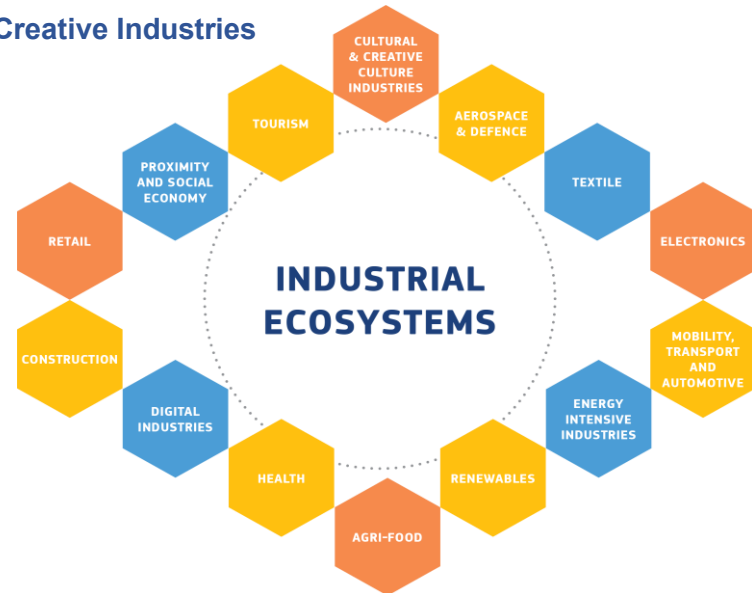 Creative Industries
CULTURAL
& CREATIVE
CULTURE
INDUSTRIES
TOURISM
AEROSPACE
& DEFENCE
PROXIMITY
AND SOCIAL
ECONOMY
TEXTILE
RETAIL
ELECTRONICS
INDUSTRIAL
ECOSYSTEMS
CONSTRUCTION
MOBILITY,
TRANSPORT
AND
AUTOMOTIVE
DIGITAL
INDUSTRIES
ENERGY
INTENSIVE
INDUSTRIES
HEALTH
RENEWABLES
AGRI-FOOD